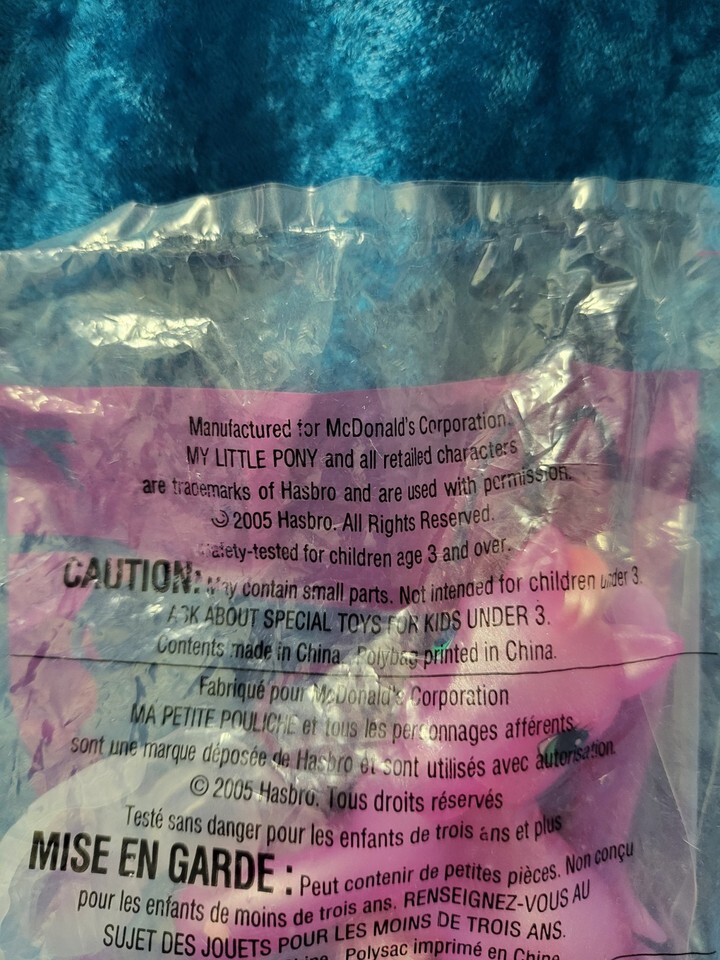 Manufactured for McDonald's Corporation.
MY LITTLE PONY and all retailed characters
are trademarks of Hasbro and are used with permission.
© 2005 Hasbro. All Rights Reserved.
Safety-tested for children age 3 and over.
CAUTION: May contain small parts. Not intended for children under 3.
ASK ABOUT SPECIAL TOYS FOR KIDS UNDER 3.
Contents made in China. Polybag printed in China.
Fabriqué pour McDonald's Corporation
MA PETITE POULICHE et tous les personnages afférents
sont une marque déposée de Hasbro et sont utilisés avec autorisation.
© 2005 Hasbro. Tous droits réservés
Testé sans danger pour les enfants de trois ans et plus
MISE EN GARDE : Peut contenir de petites pièces. Non conçu
pour les enfants de moins de trois ans. RENSEIGNEZ-VOUS AU
SUJET DES JOUETS POUR LES MOINS DE TROIS ANS.
Chine. Polysac imprimé en Chine.